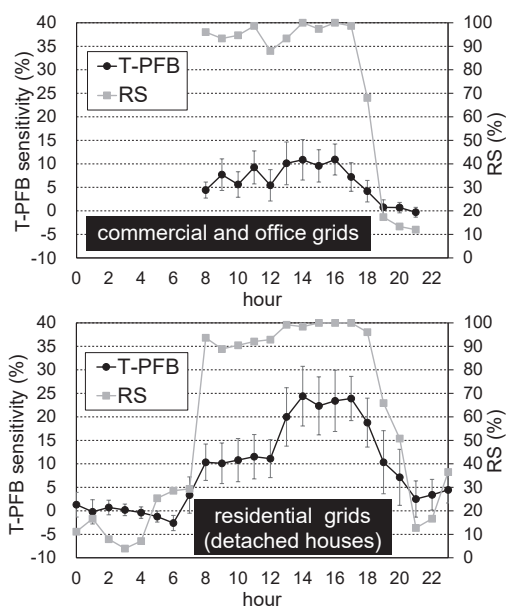 40
35
30
25
20
15
10
5
0
-5
-10
T-PFB sensitivity (%)
T-PFB
RS
commercial and office grids
100
90
80
70
60
50
40
30
20
10
0
RS (%)
0 2 4 6 8 10 12 14 16 18 20 22
hour
40
35
30
25
20
15
10
5
0
-5
-10
T-PFB sensitivity (%)
T-PFB
RS
residential grids
(detached houses)
100
90
80
70
60
50
40
30
20
10
0
RS (%)
0 2 4 6 8 10 12 14 16 18 20 22
hour